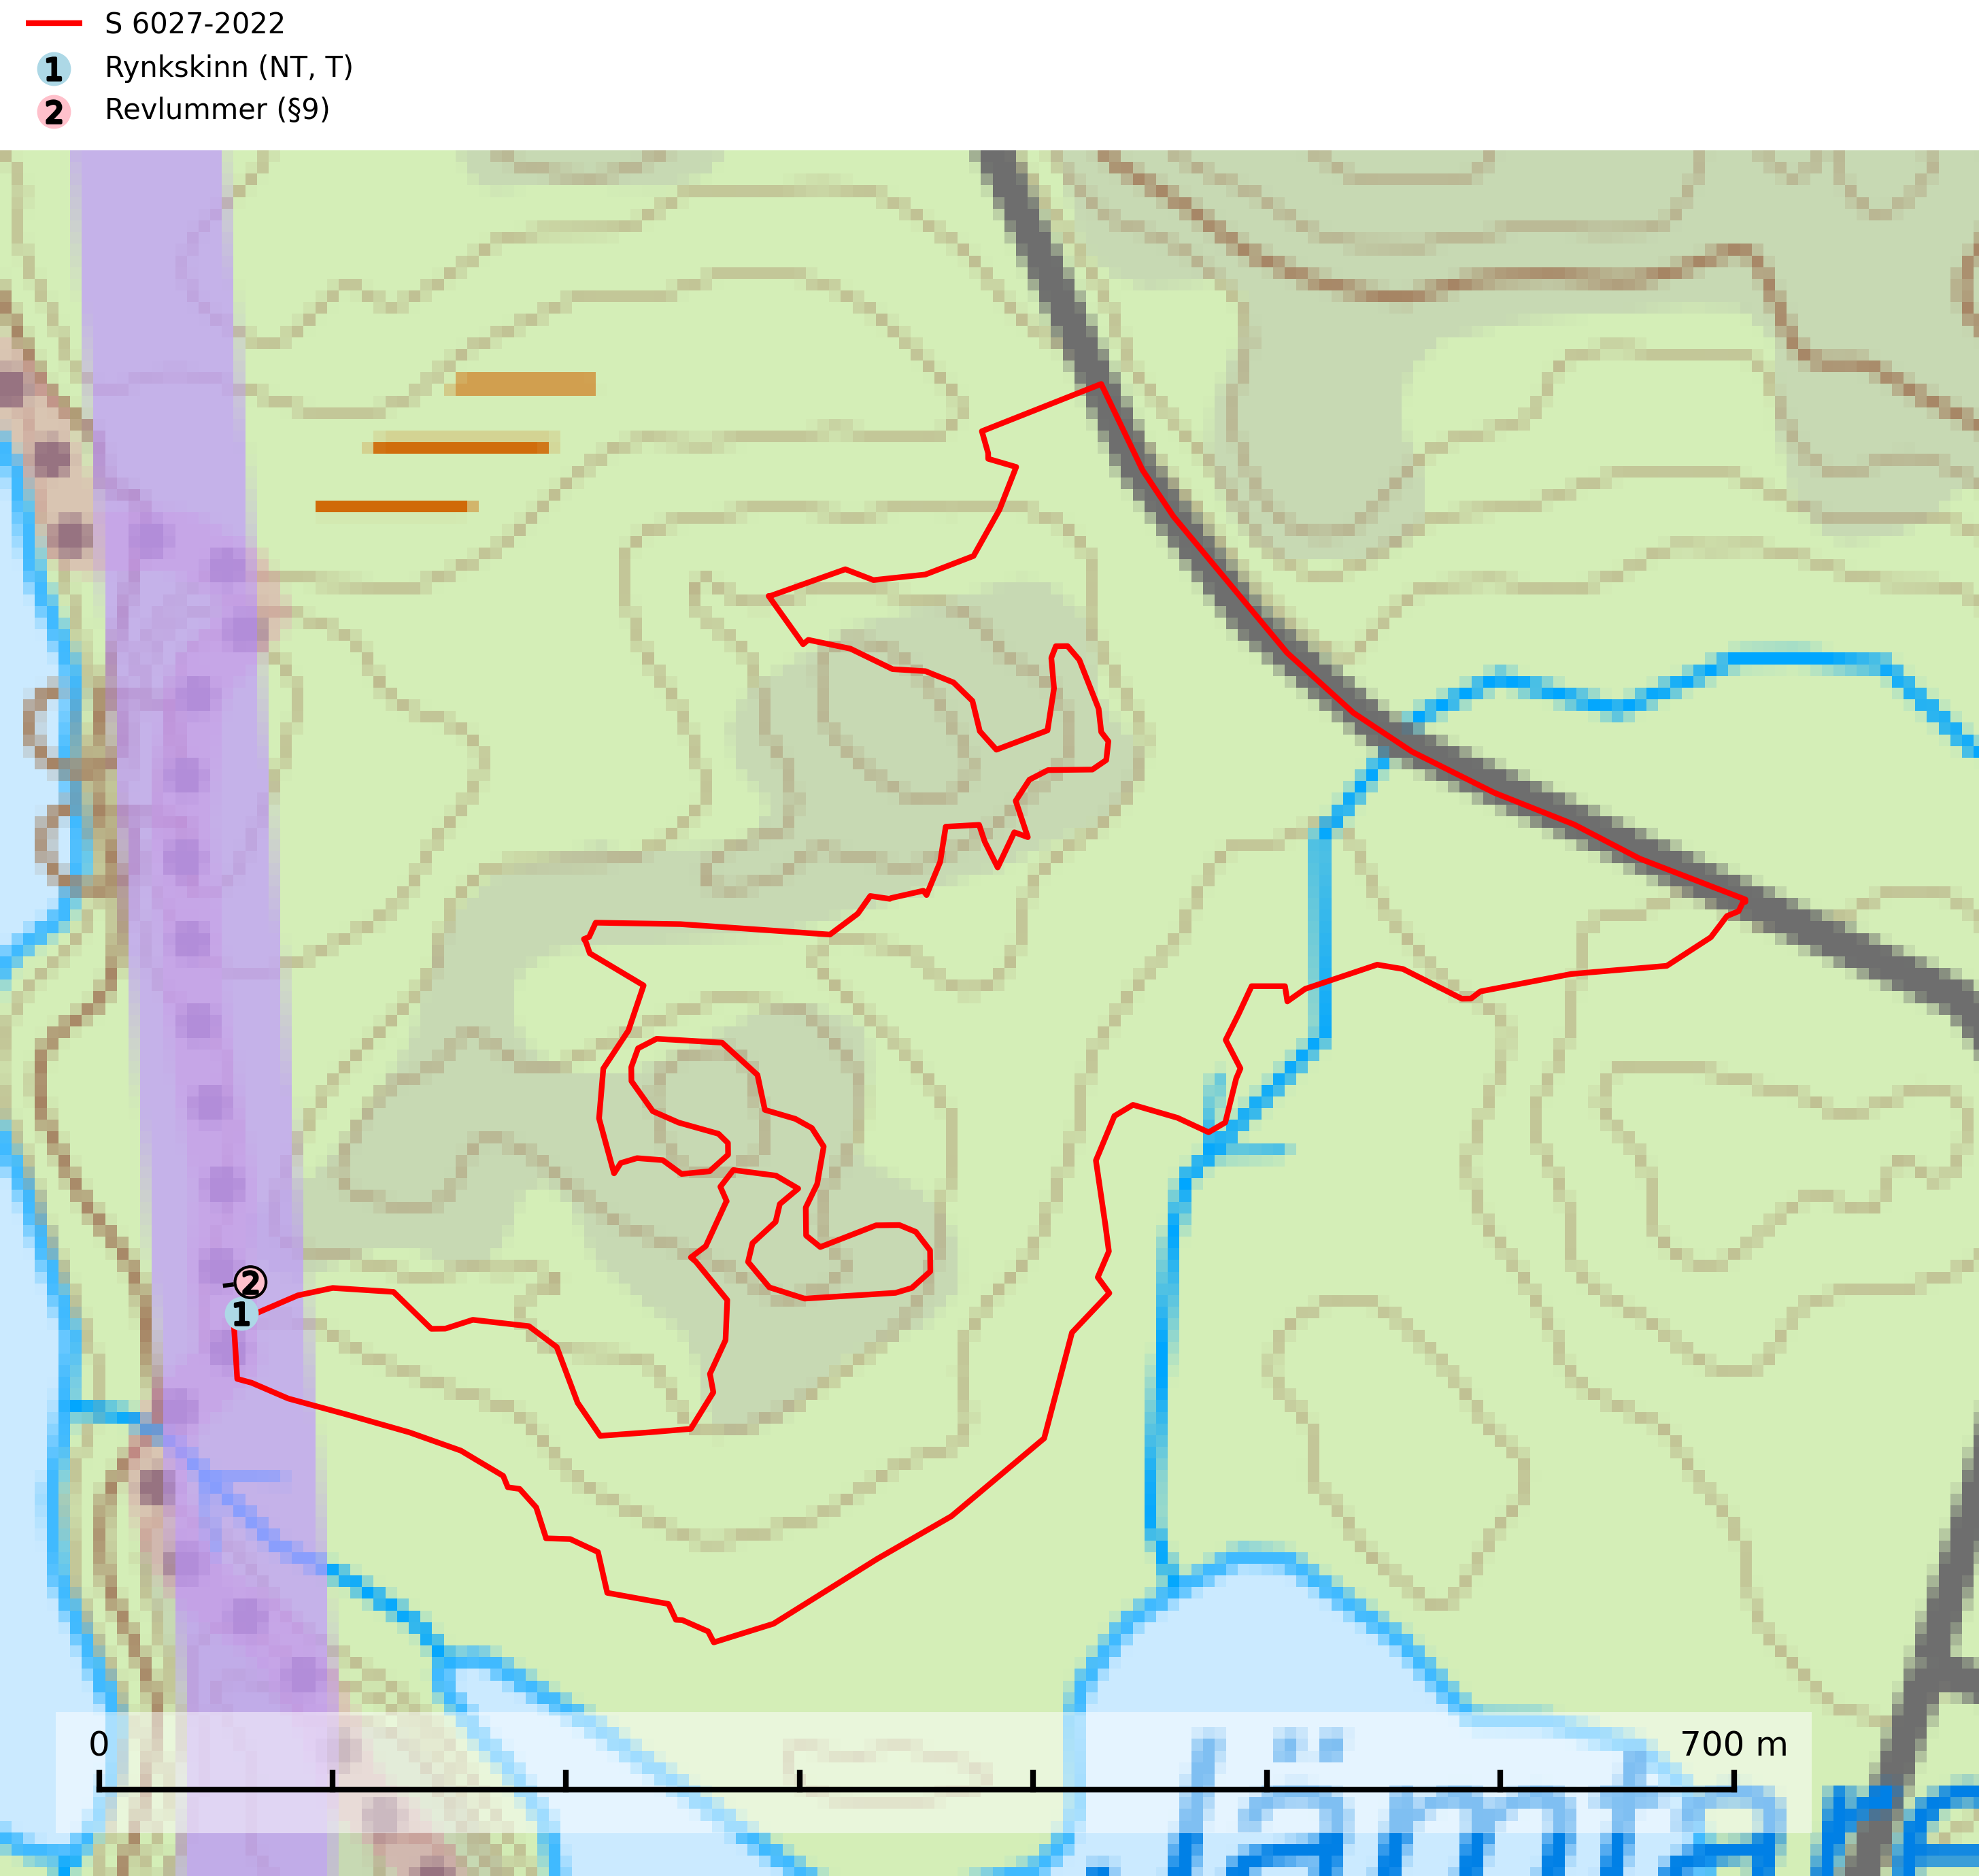 S 6027-2022
1 Rynkskinn (NT, T)
2 Revlummer (§9)
2
1
0 700 m